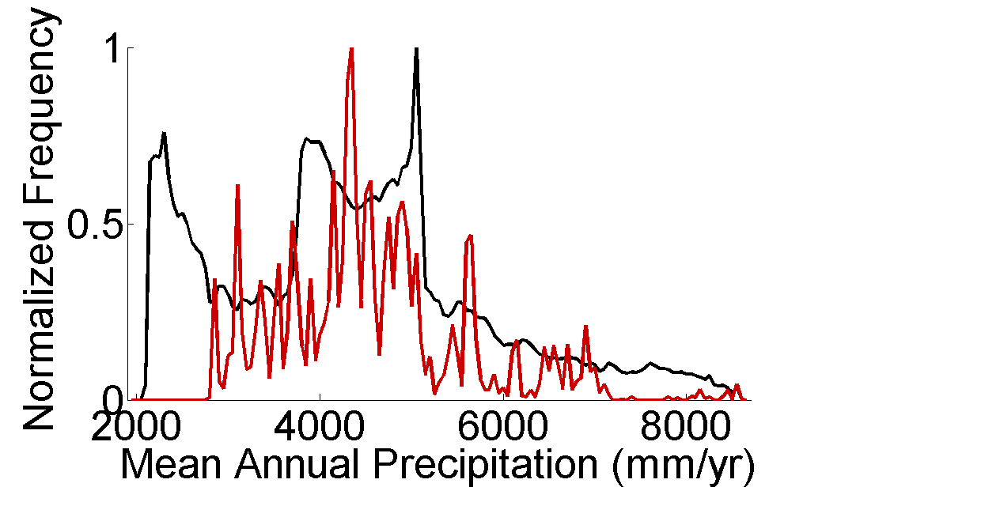 Normalized Frequency
1
0.5
0
2000 4000 6000 8000
Mean Annual Precipitation (mm/yr)